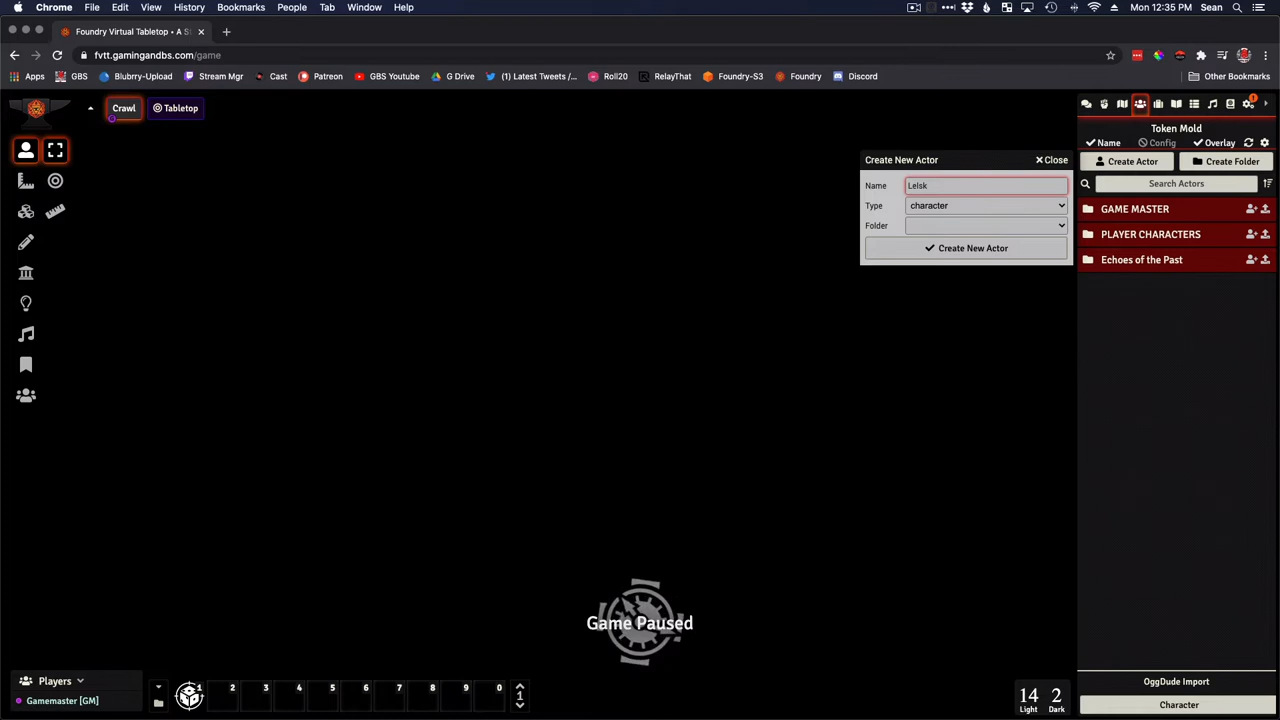 Chrome File Edit View History Bookmarks People Tab Window Help Mon 12:35 PM Sean
Foundry Virtual Tabletop • A St
fvtt.gamingandbs.com/game
Apps GBS Blubrry-Upload Stream Mgr Cast Patreon GBS Youtube G Drive (1) Latest Tweets /... Roll20 RelayThat Foundry-S3 Foundry Discord Other Bookmarks
Crawl Tabletop
Token Mold
Name Config Overlay
Create Actor Create Folder
Search Actors
GAME MASTER
PLAYER CHARACTERS
Echoes of the Past
Create New Actor Close
Name Lelsk
Type character
Folder
Create New Actor
Game Paused
Players
Gamemaster [GM]
1 2 3 4 5 6 7 8 9 0
1
14 2
Light Dark
OggDude Import
Character